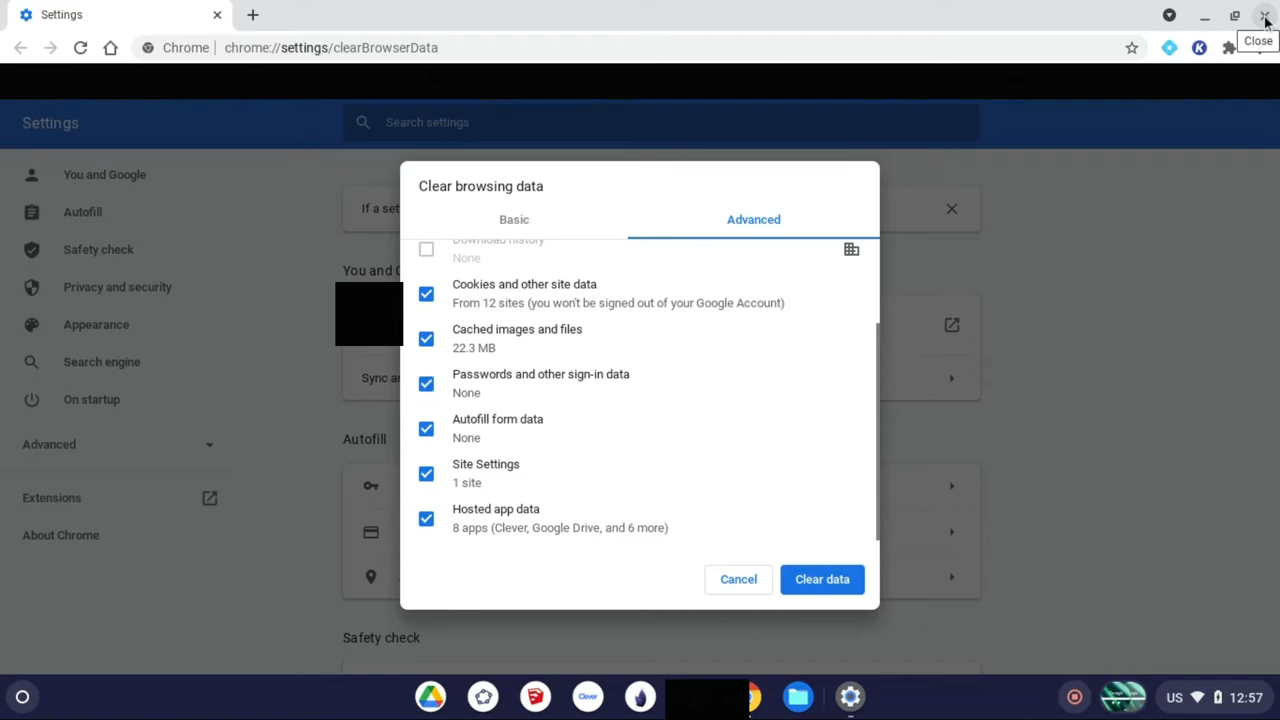 Settings
Chrome
chrome://settings/clearBrowserData
Close
Settings
Search settings
You and Google
Autofill
Safety check
Privacy and security
Appearance
Search engine
On startup
Advanced
Extensions
About Chrome
If a set
You and G
Sync ar
Autofill
Safety check
Clear browsing data
Basic
Advanced
Download history
None
Cookies and other site data
From 12 sites (you won't be signed out of your Google Account)
Cached images and files
22.3 MB
Passwords and other sign-in data
None
Autofill form data
None
Site Settings
1 site
Hosted app data
8 apps (Clever, Google Drive, and 6 more)
Cancel
Clear data
Clever
US
12:57